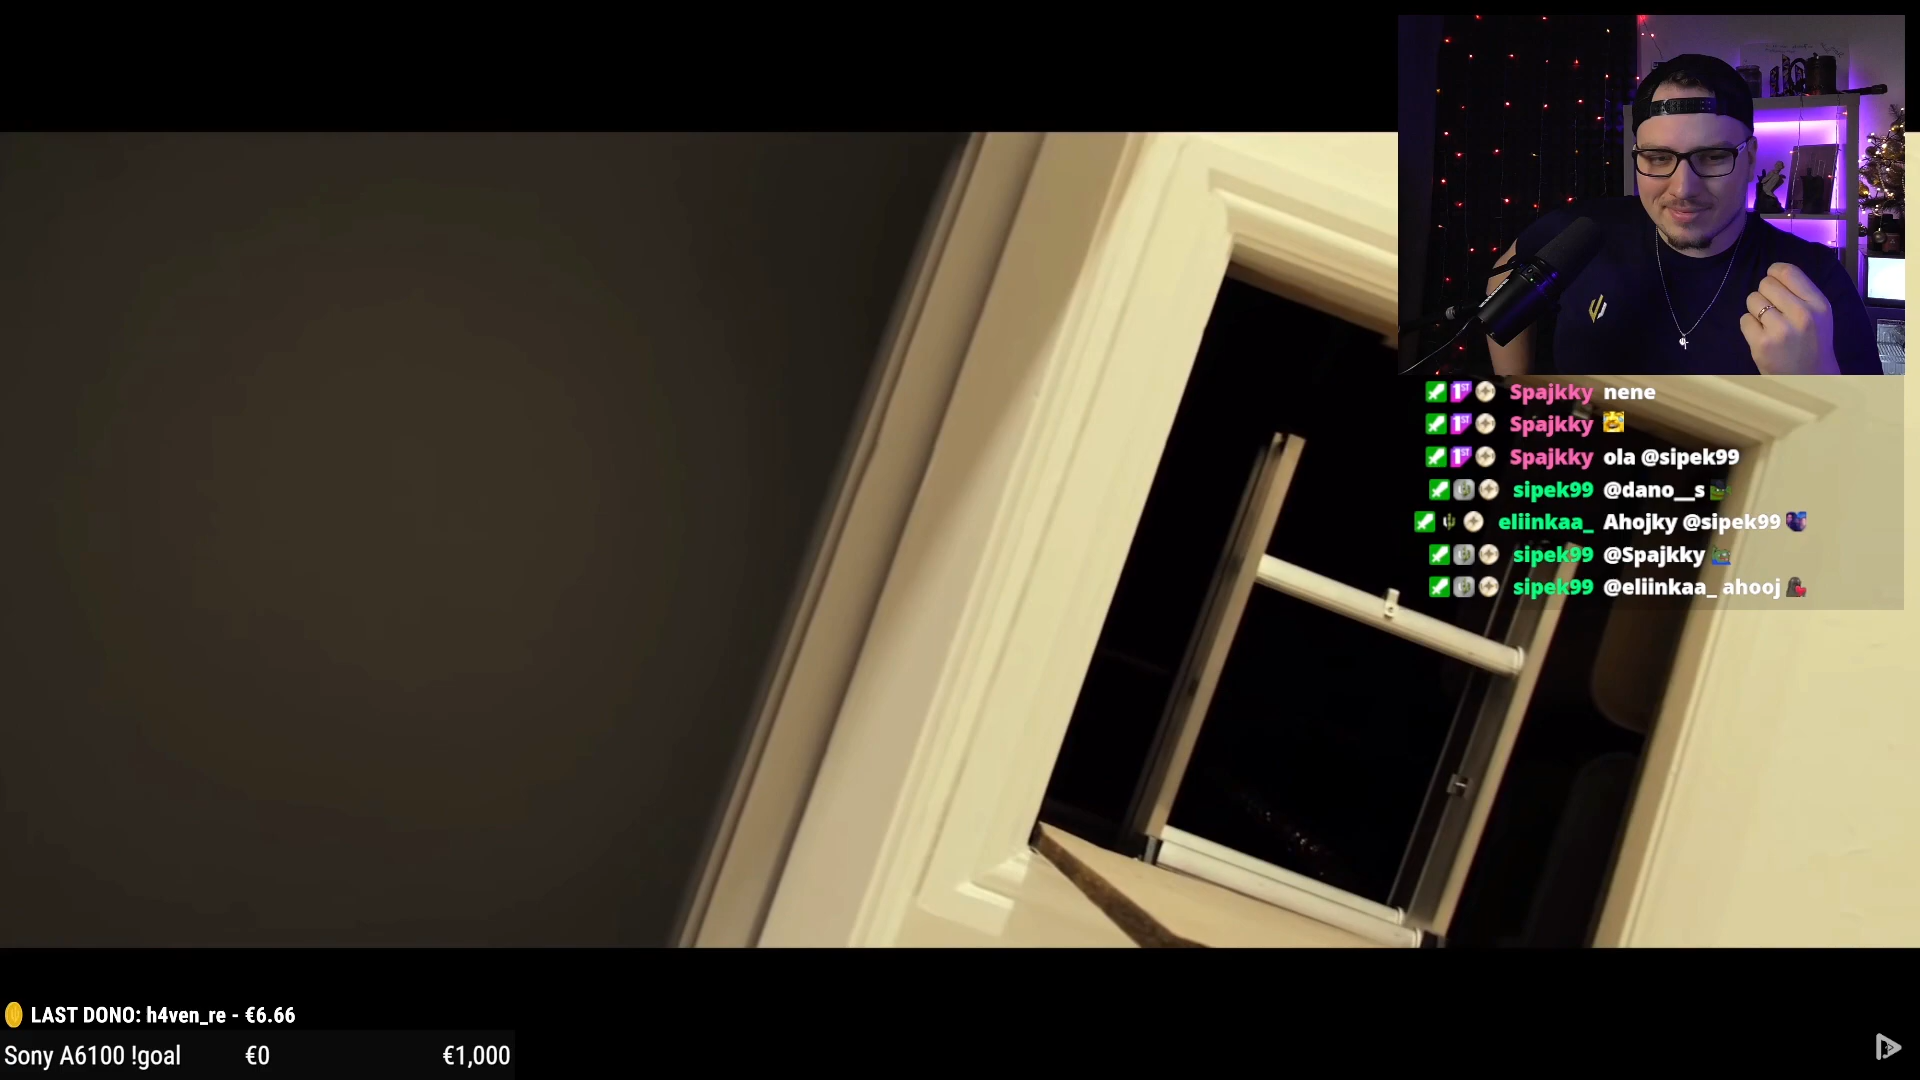 Spajkky nene
Spajkky
Spajkky ola @sipek99
sipek99 @dano__s
eliinkaa_ Ahojky @sipek99
sipek99 @Spajkky
sipek99 @eliinkaa_ ahooj
LAST DONO: h4ven_re - €6.66
Sony A6100 !goal €0 €1,000